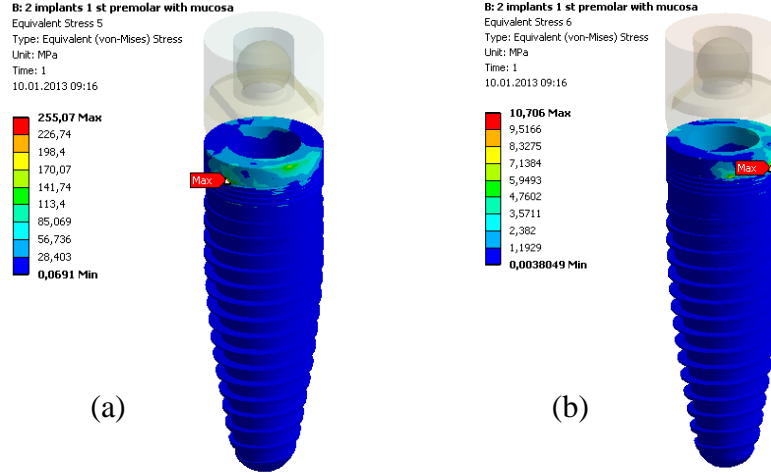 B: 2 implants 1 st premolar with mucosa
Equivalent Stress 5
Type: Equivalent (von-Mises) Stress
Unit: MPa
Time: 1
10.01.2013 09:16
255,07 Max
226,74
198,4
170,07
141,74
113,4
85,069
56,736
28,403
0,0691 Min
Max
(a)
B: 2 implants 1 st premolar with mucosa
Equivalent Stress 6
Type: Equivalent (von-Mises) Stress
Unit: MPa
Time: 1
10.01.2013 09:16
10,706 Max
9,5166
8,3275
7,1384
5,9493
4,7602
3,5711
2,382
1,1929
0,0038049 Min
Max
(b)